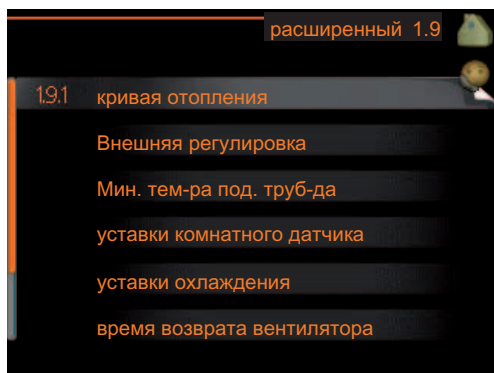 расширенный 1.9
1.9.1 кривая отопления
Внешняя регулировка
Мин. тем-ра под. труб-да
уставки комнатного датчика
уставки охлаждения
время возврата вентилятора